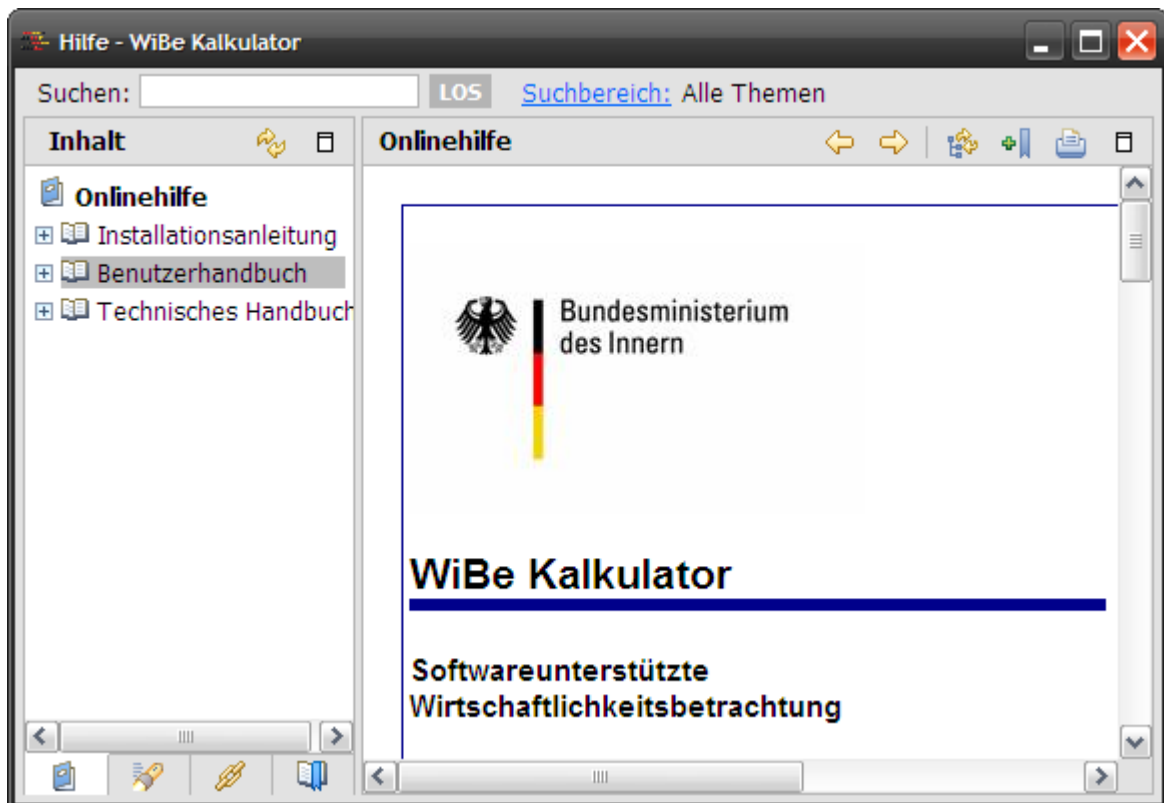 Hilfe - WiBe Kalkulator
Suchen: LOS Suchbereich: Alle Themen
Inhalt
Onlinehilfe
Onlinehilfe
Installationsanleitung
Benutzerhandbuch
Technisches Handbuch
Bundesministerium
des Innern
WiBe Kalkulator
Softwareunterstützte
Wirtschaftlichkeitsbetrachtung